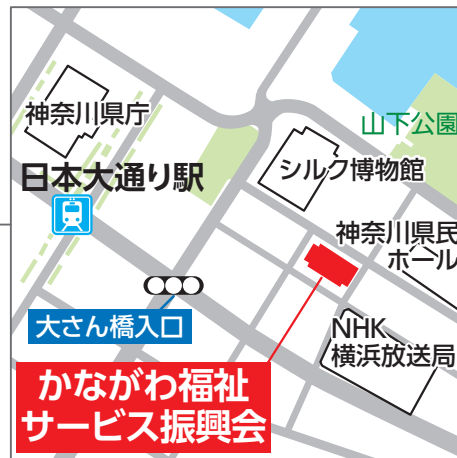 神奈川県庁
山下公園
日本大通り駅
シルク博物館
神奈川県民
ホール
大さん橋入口
NHK
横浜放送局
かながわ福祉
サービス振興会